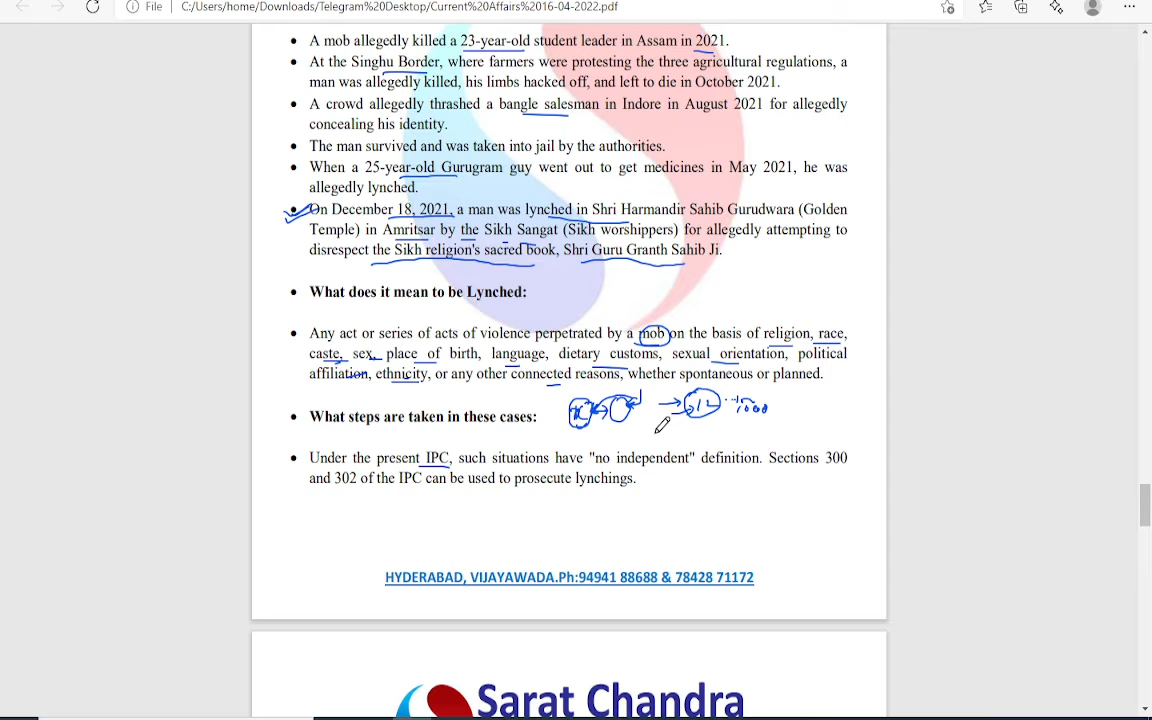 File | C:/Users/home/Downloads/Telegram%20Desktop/Current%20Affairs%2016-04-2022.pdf
• A mob allegedly killed a 23-year-old student leader in Assam in 2021.
• At the Singhu Border, where farmers were protesting the three agricultural regulations, a
man was allegedly killed, his limbs hacked off, and left to die in October 2021.
• A crowd allegedly thrashed a bangle salesman in Indore in August 2021 for allegedly
concealing his identity.
• The man survived and was taken into jail by the authorities.
• When a 25-year-old Gurugram guy went out to get medicines in May 2021, he was
allegedly lynched.
• On December 18, 2021, a man was lynched in Shri Harmandir Sahib Gurudwara (Golden
Temple) in Amritsar by the Sikh Sangat (Sikh worshippers) for allegedly attempting to
disrespect the Sikh religion's sacred book, Shri Guru Granth Sahib Ji.
• What does it mean to be Lynched:
• Any act or series of acts of violence perpetrated by a mob on the basis of religion, race,
caste, sex, place of birth, language, dietary customs, sexual orientation, political
affiliation, ethnicity, or any other connected reasons, whether spontaneous or planned.
• What steps are taken in these cases:
• Under the present IPC, such situations have "no independent" definition. Sections 300
and 302 of the IPC can be used to prosecute lynchings.
HYDERABAD, VIJAYAWADA.Ph:94941 88688 & 78428 71172
Sarat Chandra